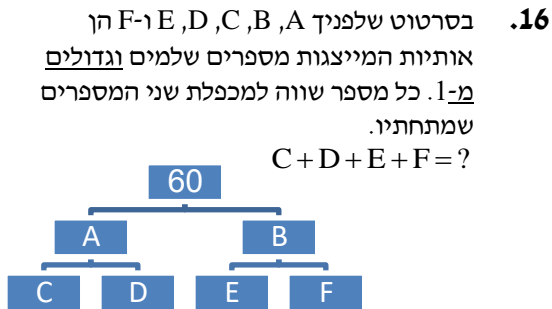 16. בסרטוט שלפניך E ,D ,C ,B ,A ו-F הן
אותיות המייצגות מספרים שלמים וגדולים
מ-1. כל מספר שווה למכפלת שני המספרים
שמתחתיו.
C+D+E+F=?
60
A B
C D E F